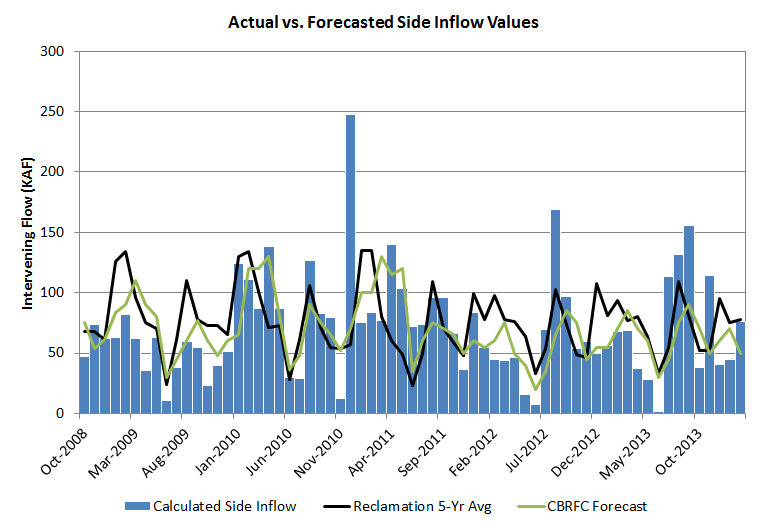 Actual vs. Forecasted Side Inflow Values
Intervening Flow (KAF)
300
250
200
150
100
50
0
Oct-2008
Mar-2009
Aug-2009
Jan-2010
Jun-2010
Nov-2010
Apr-2011
Sep-2011
Feb-2012
Jul-2012
Dec-2012
May-2013
Oct-2013
Calculated Side Inflow
Reclamation 5-Yr Avg
CBRFC Forecast